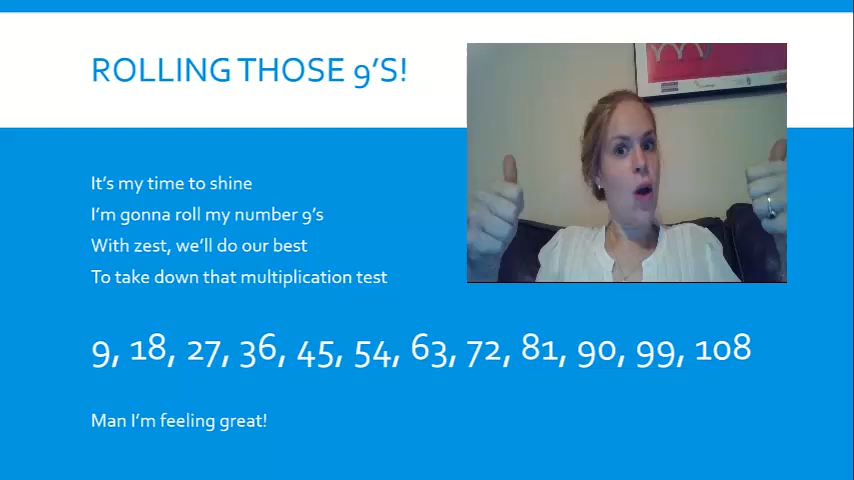 ROLLING THOSE 9'S!
It's my time to shine
I'm gonna roll my number 9's
With zest, we'll do our best
To take down that multiplication test
9, 18, 27, 36, 45, 54, 63, 72, 81, 90, 99, 108
Man I'm feeling great!